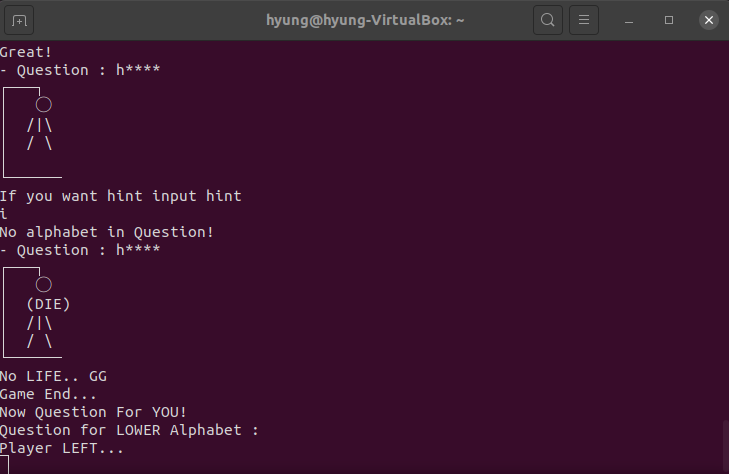 hyung@hyung-VirtualBox: ~
Great!
- Question : h****
/|\
/ \
If you want hint input hint
i
No alphabet in Question!
- Question : h****
(DIE)
/|\
/ \
No LIFE.. GG
Game End...
Now Question For YOU!
Question for LOWER Alphabet :
Player LEFT...